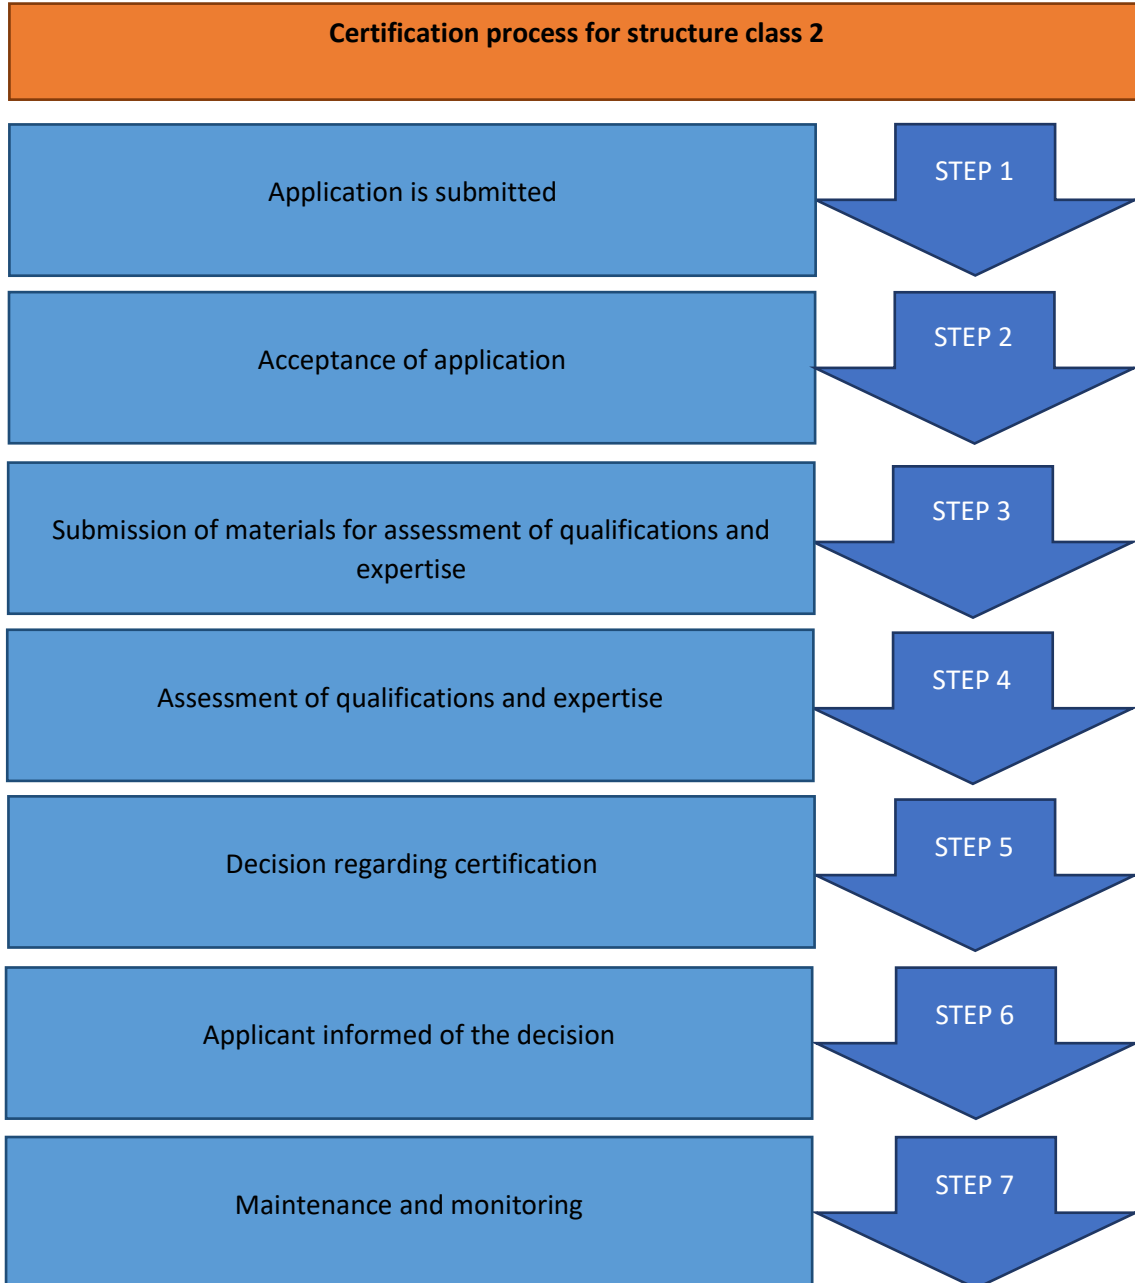 Certification process for structure class 2
Application is submitted
STEP 1
Acceptance of application
STEP 2
Submission of materials for assessment of qualifications and
expertise
STEP 3
Assessment of qualifications and expertise
STEP 4
Decision regarding certification
STEP 5
Applicant informed of the decision
STEP 6
Maintenance and monitoring
STEP 7